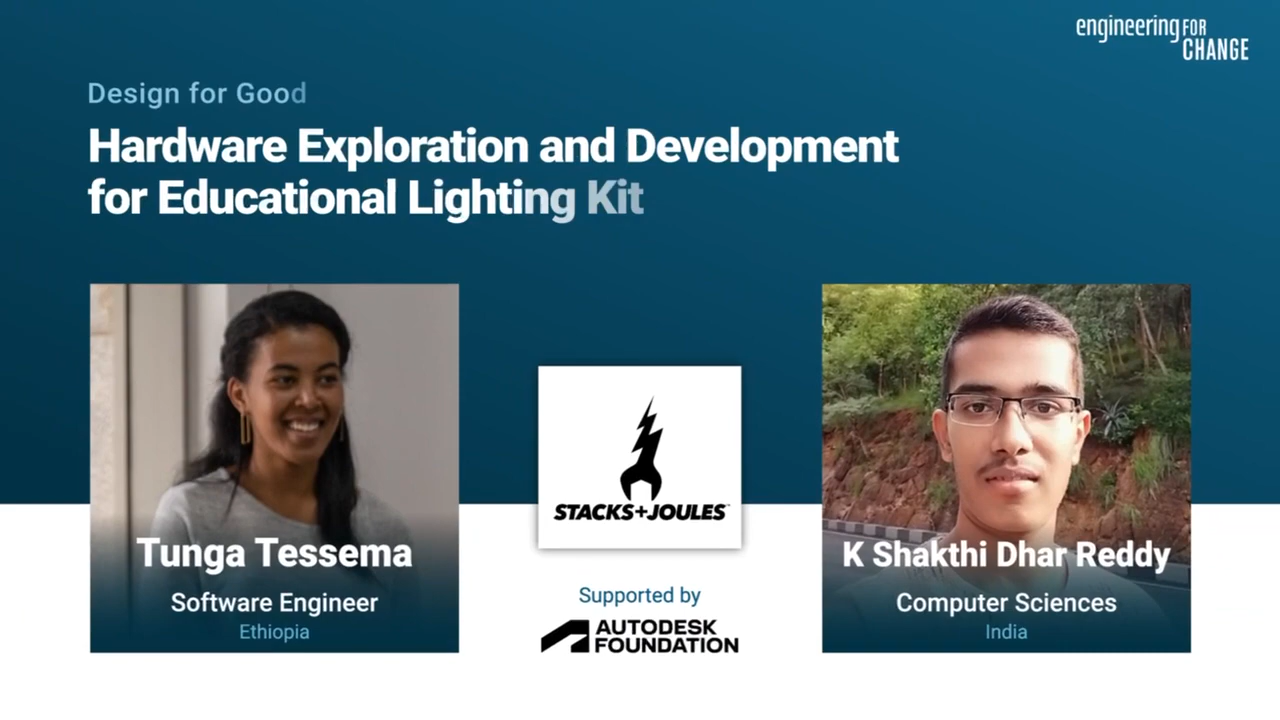 engineering FOR
CHANGE
Design for Good
Hardware Exploration and Development
for Educational Lighting Kit
STACKS+JOULES
Tunga Tessema
Software Engineer
Ethiopia
Supported by
AUTODESK
FOUNDATION
K Shakthi Dhar Reddy
Computer Sciences
India